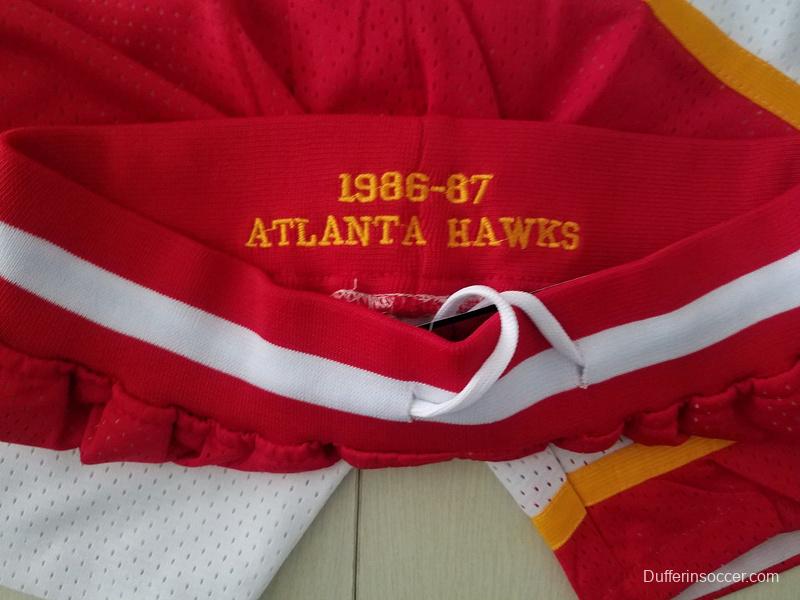 1986-87
ATLANTA HAWKS
Dufferinsoccer.com